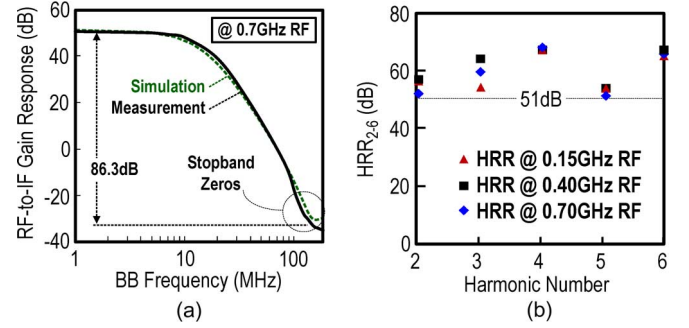 60
40
20
0
-20
-40
RF-to-IF Gain Response (dB)
@ 0.7GHz RF
Simulation
Measurement
86.3dB
Stopband
Zeros
1
10
100
BB Frequency (MHz)
(a)
80
60
40
60
20
0
HRR2-6 (dB)
51dB
HRR @ 0.15GHz RF
HRR @ 0.40GHz RF
HRR @ 0.70GHz RF
2
3
4
5
6
Harmonic Number
(b)